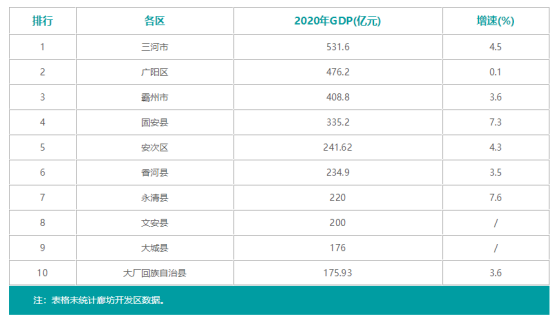 排行 各区 2020年GDP(亿元) 增速(%)
1 三河市 531.6 4.5
2 广阳区 476.2 0.1
3 霸州市 408.8 3.6
4 固安县 335.2 7.3
5 安次区 241.62 4.3
6 香河县 234.9 3.5
7 永清县 220 7.6
8 文安县 200 /
9 大城县 176 /
10 大厂回族自治县 175.93 3.6
注：表格未统计廊坊开发区数据。